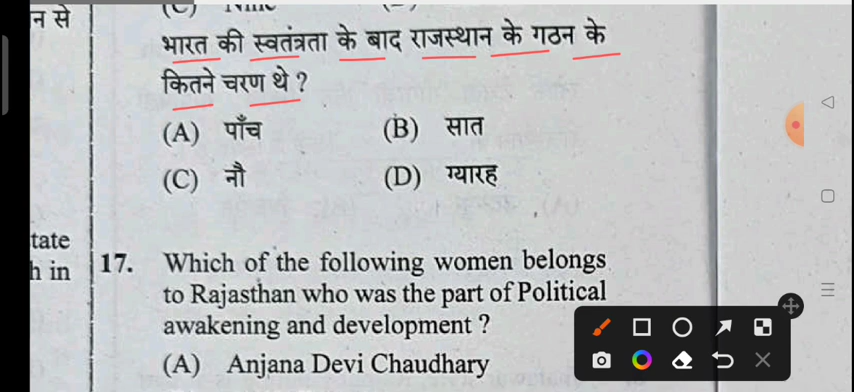 न से
(C) Nine
भारत की स्वतंत्रता के बाद राजस्थान के गठन के
कितने चरण थे ?
(A) पाँच (B) सात
(C) नौ (D) ग्यारह
tate
h in
17. Which of the following women belongs
to Rajasthan who was the part of Political
awakening and development ?
(A) Anjana Devi Chaudhary